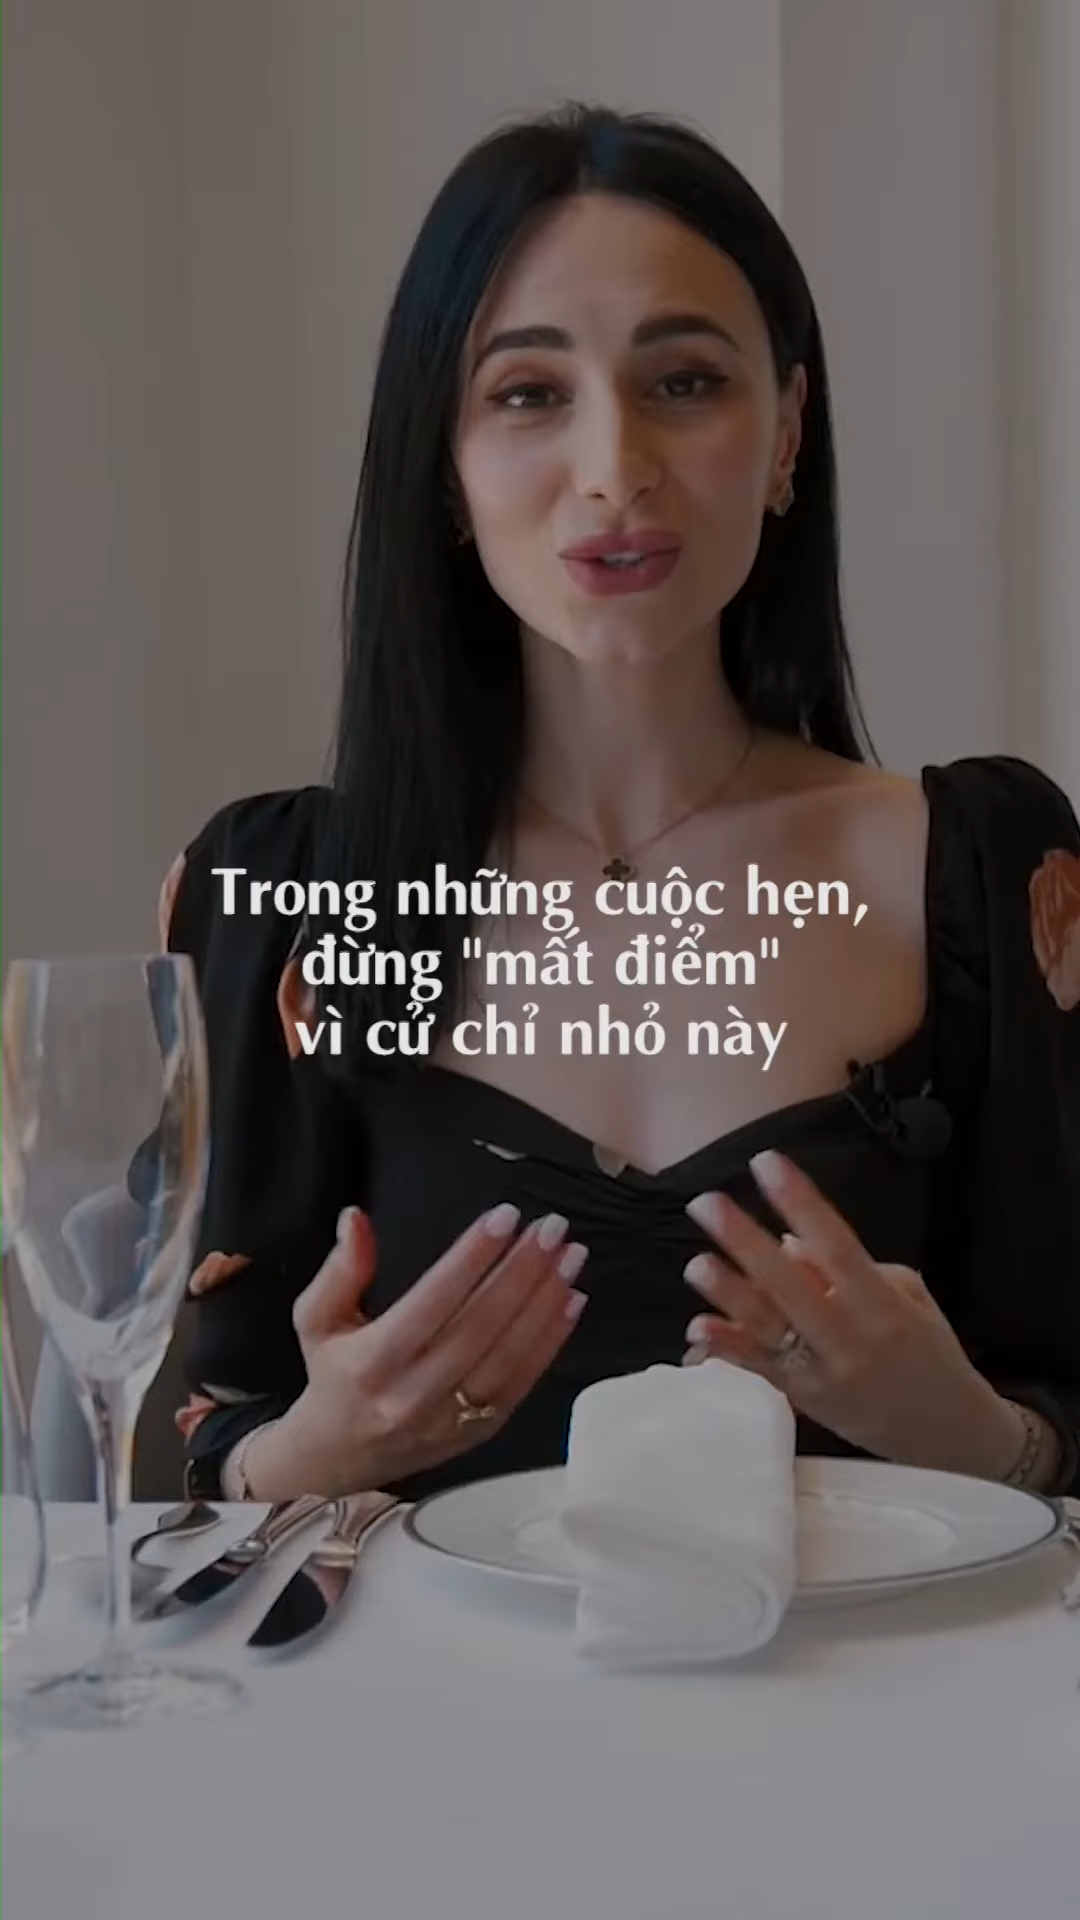 Trong những cuộc hẹn,
đừng "mất điểm"
vì cử chỉ nhỏ này